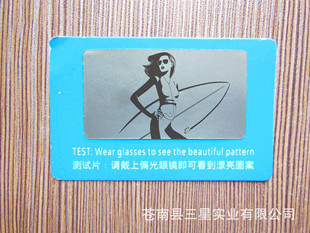 TEST: Wear glasses to see the beautiful pattern
测试片：请戴上偏光眼镜即可看到漂亮图案
苍南县三星实业有限公司